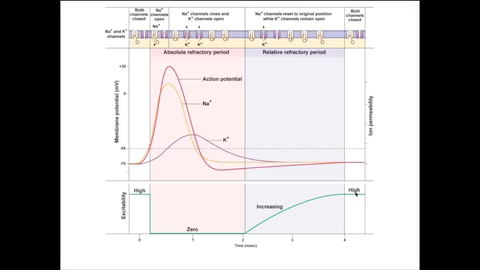 Both
channels
closed
Na⁺
channels
open
Na⁺ channels close and
K⁺ channels open
Na⁺ channels reset to original position
while K⁺ channels remain open
Both
channels
closed
Na⁺ and K⁺
channels
Na⁺
K⁺
K⁺
K⁺
Absolute refractory period
Relative refractory period
Action potential
Na⁺
K⁺
Membrane potential (mV)
0
-70
Ion permeability
Excitability
High
Zero
Increasing
High
0
1
2
3
4
Time (msec)